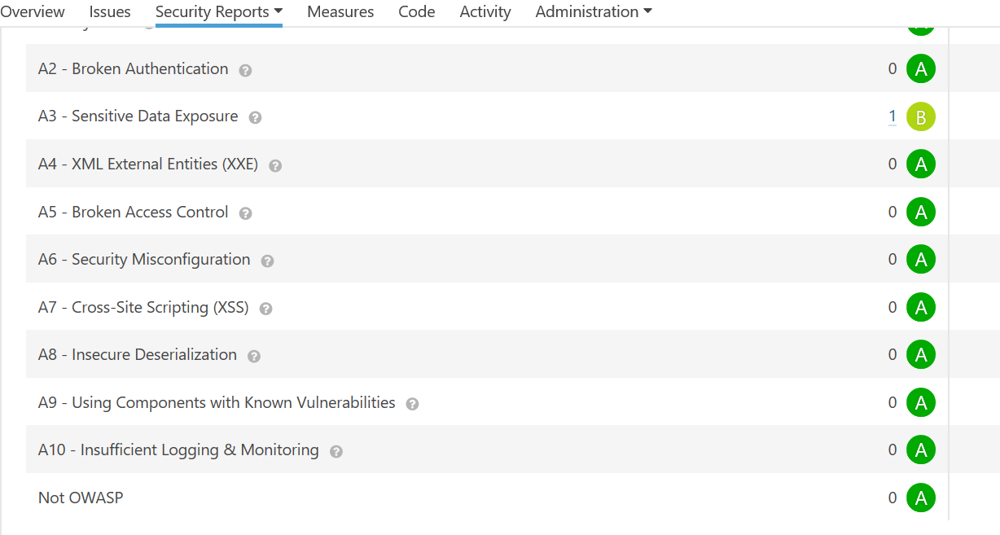 Overview Issues Security Reports Measures Code Activity Administration
A2 - Broken Authentication ? 0 A
A3 - Sensitive Data Exposure ? 1 B
A4 - XML External Entities (XXE) ? 0 A
A5 - Broken Access Control ? 0 A
A6 - Security Misconfiguration ? 0 A
A7 - Cross-Site Scripting (XSS) ? 0 A
A8 - Insecure Deserialization ? 0 A
A9 - Using Components with Known Vulnerabilities ? 0 A
A10 - Insufficient Logging & Monitoring ? 0 A
Not OWASP 0 A